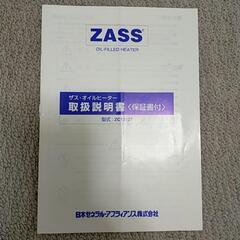 ZASS®
OIL-FILLED HEATER
ザス・オイルヒーター
取扱説明書〈保証書付〉
型式:
日本ゼネラル・アプライアンス株式会社